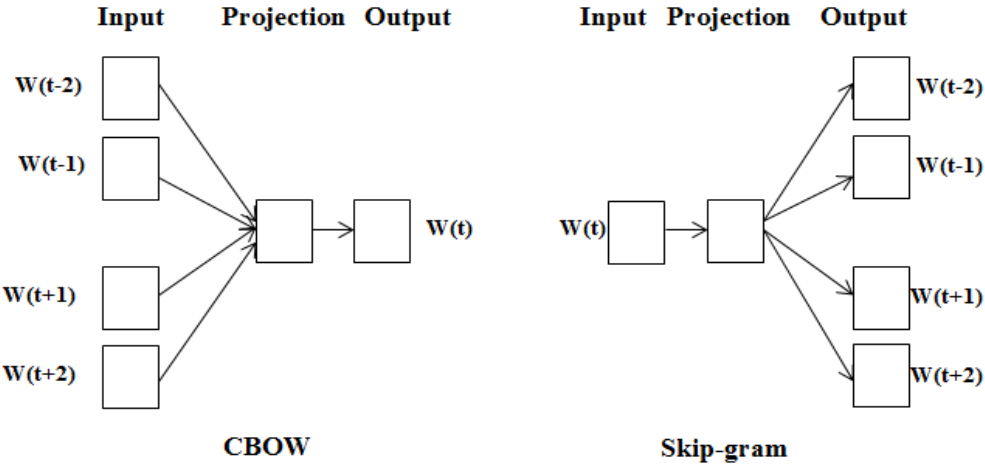 Input Projection Output
W(t-2)
W(t-1)
W(t)
W(t+1)
W(t+2)
CBOW
Input Projection Output
W(t-2)
W(t-1)
W(t)
W(t+1)
W(t+2)
Skip-gram